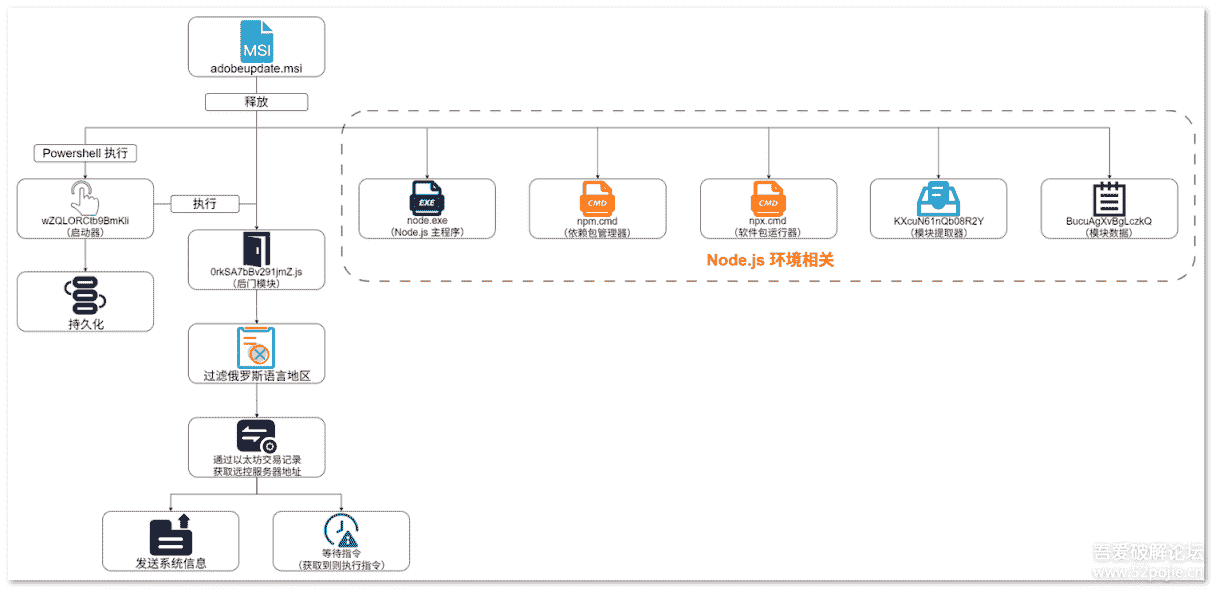 MSI
adobeupdate.msi
释放
Powershell 执行
wZQLORCtb9BmKli
（启动器）
执行
持久化
0rkSA7bBv291jmZ.js
（后门模块）
过滤俄罗斯语言地区
通过以太坊交易记录
获取远控服务器地址
发送系统信息
等待指令
（获取到则执行指令）
EXE
node.exe
（Node.js 主程序）
CMD
npm.cmd
（依赖包管理器）
CMD
npx.cmd
（软件包运行器）
KXcuN61nQb08R2Y
（模块提取器）
BucuAgXvBgLczkQ
（模块数据）
Node.js 环境相关
吾爱破解论坛
www.52pojie.cn